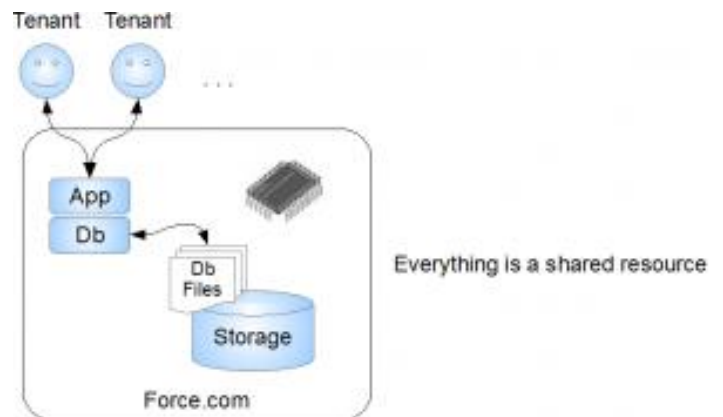 Tenant Tenant
. . .
App
Db
Db
Files
Storage
Everything is a shared resource
Force.com